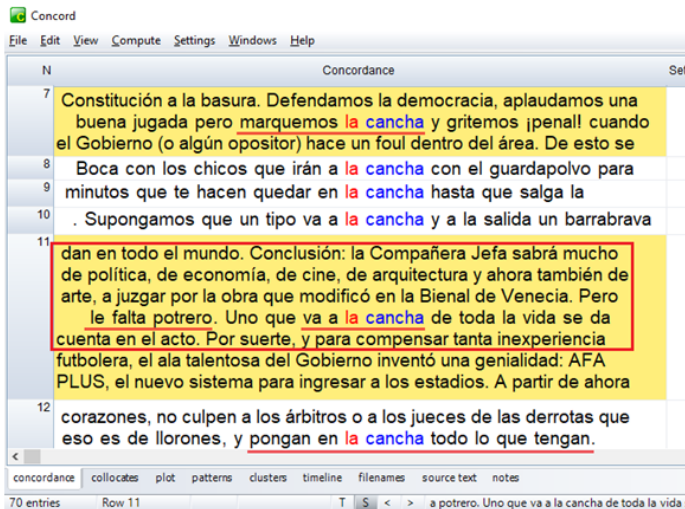 Concord
File Edit View Compute Settings Windows Help
N Concordance Set
7 Constitución a la basura. Defendamos la democracia, aplaudamos una
buena jugada pero marquemos la cancha y gritemos ¡penal! cuando
el Gobierno (o algún opositor) hace un foul dentro del área. De esto se
8 Boca con los chicos que irán a la cancha con el guardapolvo para
9 minutos que te hacen quedar en la cancha hasta que salga la
10 . Supongamos que un tipo va a la cancha y a la salida un barrabrava
11 dan en todo el mundo. Conclusión: la Compañera Jefa sabrá mucho
de política, de economía, de cine, de arquitectura y ahora también de
arte, a juzgar por la obra que modificó en la Bienal de Venecia. Pero
le falta potrero. Uno que va a la cancha de toda la vida se da
cuenta en el acto. Por suerte, y para compensar tanta inexperiencia
futbolera, el ala talentosa del Gobierno inventó una genialidad: AFA
PLUS, el nuevo sistema para ingresar a los estadios. A partir de ahora
12 corazones, no culpen a los árbitros o a los jueces de las derrotas que
eso es de llorones, y pongan en la cancha todo lo que tengan.
concordance collocates plot patterns clusters timeline filenames source text notes
70 entries Row 11 T S < > a potrero. Uno que va a la cancha de toda la vida